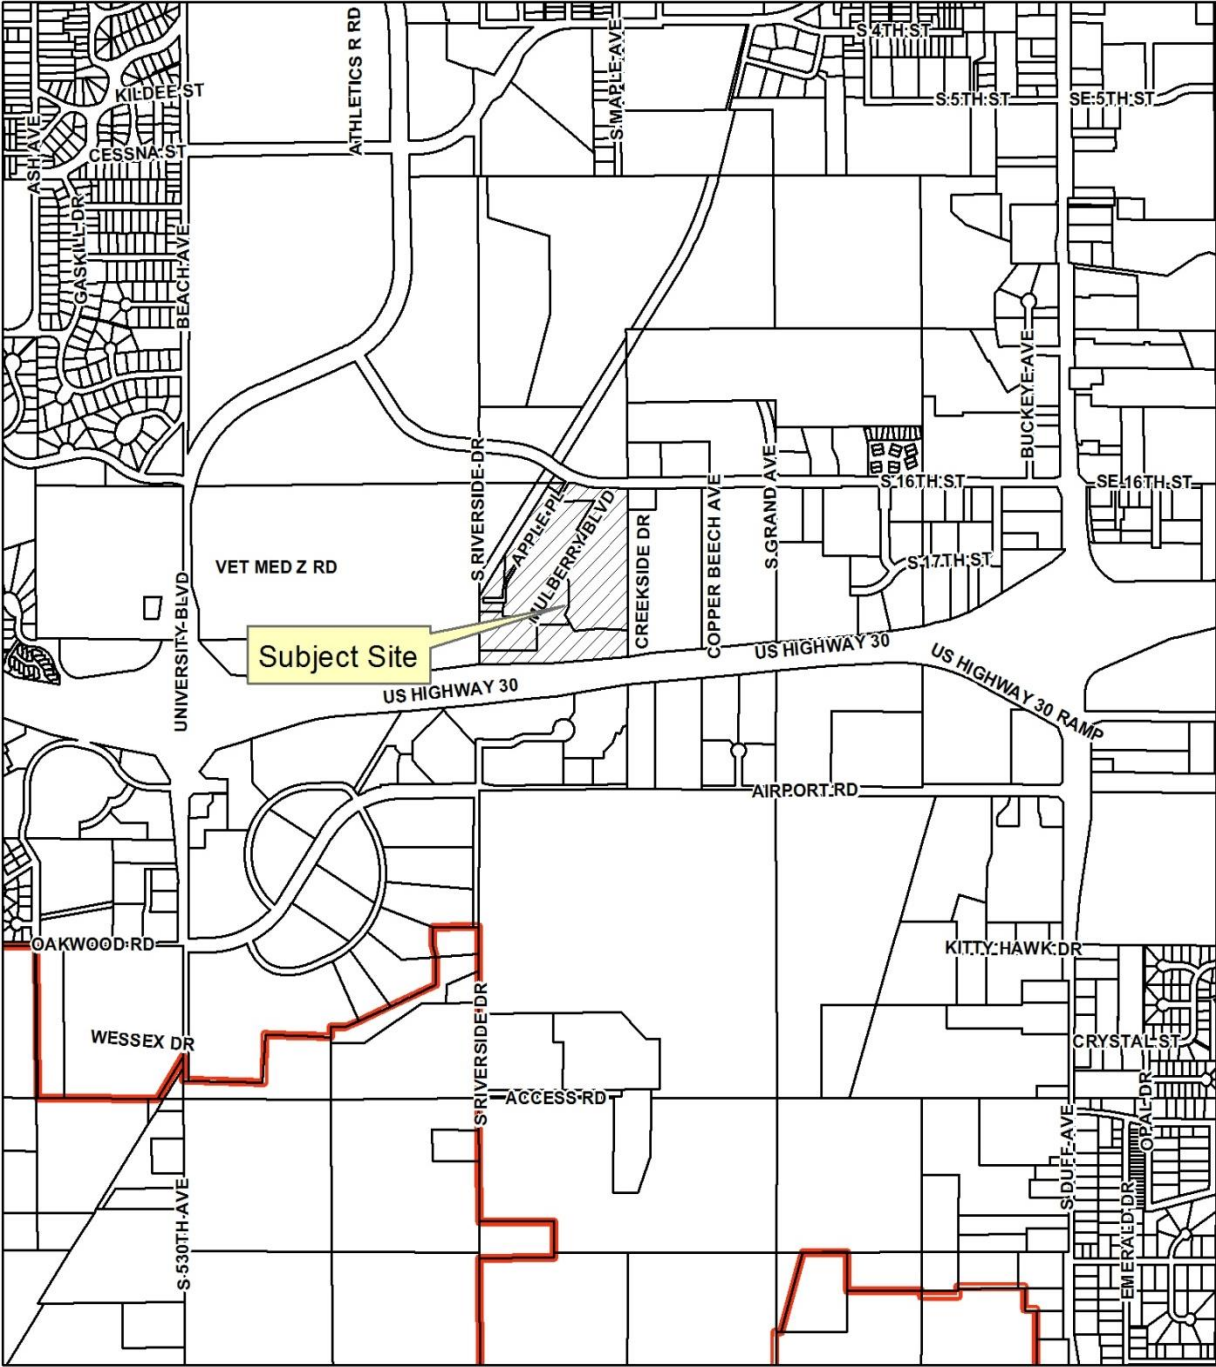 S 4TH ST
ATHLETICS R RD
S MAPLE AVE
KILDEE ST
S 5TH ST
SE 5TH ST
ASH AVE
CESSNA ST
GASKILL DR
BEACH AVE
BUCKEYE AVE
S RIVERSIDE DR
S GRAND AVE
S 16TH ST
SE 16TH ST
APPLE PL
MULBERRY BLVD
CREEKSIDE DR
COPPER BEECH AVE
VET MED Z RD
S 17TH ST
UNIVERSITY BLVD
Subject Site
US HIGHWAY 30
US HIGHWAY 30
US HIGHWAY 30 RAMP
AIRPORT RD
OAKWOOD RD
KITTY HAWK DR
WESSEX DR
S RIVERSIDE DR
CRYSTAL ST
ACCESS RD
OPAL DR
S DUFF AVE
S 530TH AVE
EMERALD DR